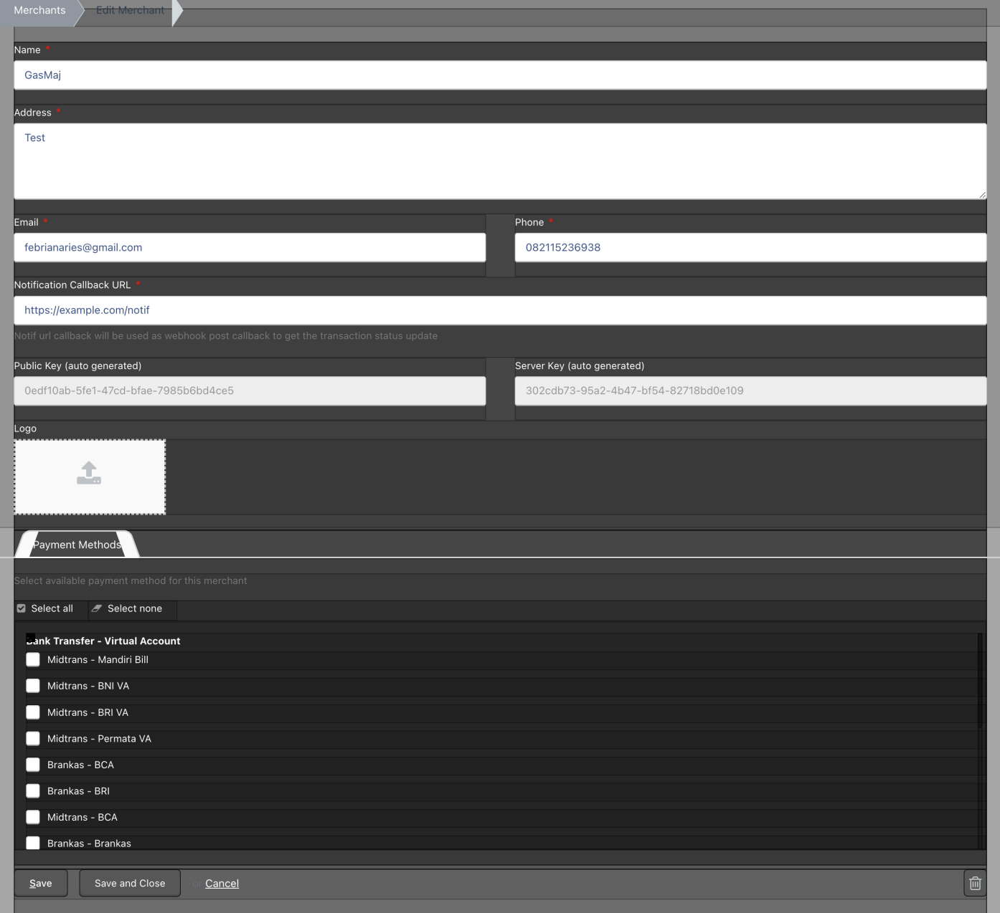 Merchants
Edit Merchant
Name *
GasMaj
Address *
Test
Email *
Phone *
febrianaries@gmail.com
082115236938
Notification Callback URL *
https://example.com/notif
Notif url callback will be used as webhook post callback to get the transaction status update
Public Key (auto generated)
Server Key (auto generated)
0edf10ab-5fe1-47cd-bfae-7985b6bd4ce5
302cdb73-95a2-4b47-bf54-82718bd0e109
Logo
Payment Methods
Select available payment method for this merchant
Select all
Select none
Bank Transfer - Virtual Account
Midtrans - Mandiri Bill
Midtrans - BNI VA
Midtrans - BRI VA
Midtrans - Permata VA
Brankas - BCA
Brankas - BRI
Midtrans - BCA
Brankas - Brankas
Save
Save and Close
or Cancel